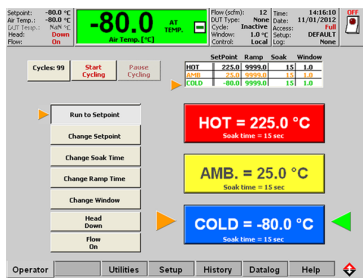 Setpoint: -80.0 °C
Air Temp.: -80.0 °C
DUT Temp.: NaN °C
Head: Down
Flow: On
-80.0
Air Temp. [°C]
AT
TEMP.
Flow (scfm): 12
DUT Type: None
Cycle: Inactive
Window: 1.0 °C
Control: Local
Time: 14:16:10
Date: 11/01/2012
Access: Full
Setup: DEFAULT
Log: None
OFF
Cycles: 99
Start
Cycling
Pause
Cycling
SetPoint Ramp Soak Window
HOT 225.0 9999.0 15 1.0
AMB 25.0 9999.0 15 1.0
COLD -80.0 9999.0 15 1.0
Run to Setpoint
Change Setpoint
Change Soak Time
Change Ramp Time
Change Window
Head
Down
Flow
On
HOT = 225.0 °C
Soak time = 15 sec
AMB. = 25.0 °C
Soak time = 15 sec
COLD = -80.0 °C
Soak time = 15 sec
Operator
Utilities
Setup
History
Datalog
Help